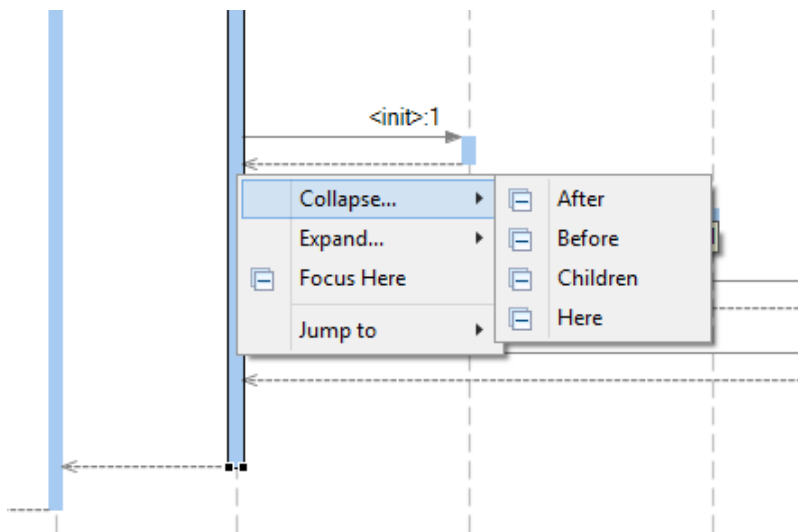 <init>:1
Collapse...
Expand...
Focus Here
Jump to
After
Before
Children
Here